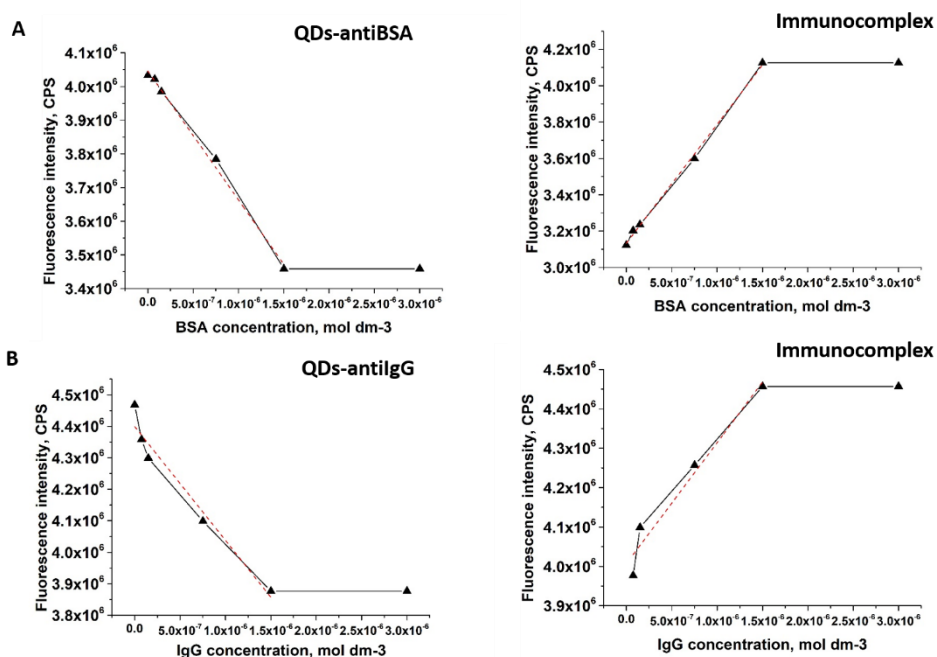 A
QDs-antiBSA
Immunocomplex
Fluorescence intensity, CPS
4.1x10⁶
4.0x10⁶
3.9x10⁶
3.8x10⁶
3.7x10⁶
3.6x10⁶
3.5x10⁶
3.4x10⁶
0.0 5.0x10⁻⁷ 1.0x10⁻⁶ 1.5x10⁻⁶ 2.0x10⁻⁶ 2.5x10⁻⁶ 3.0x10⁻⁶
BSA concentration, mol dm-3
Fluorescence intensity, CPS
4.2x10⁶
4.0x10⁶
3.8x10⁶
3.6x10⁶
3.4x10⁶
3.2x10⁶
3.0x10⁶
0.0 5.0x10⁻⁷ 1.0x10⁻⁶ 1.5x10⁻⁶ 2.0x10⁻⁶ 2.5x10⁻⁶ 3.0x10⁻⁶
BSA concentration, mol dm-3
B
QDs-antiIgG
Immunocomplex
Fluorescence intensity, CPS
4.5x10⁶
4.4x10⁶
4.3x10⁶
4.2x10⁶
4.1x10⁶
4.0x10⁶
3.9x10⁶
3.8x10⁶
0.0 5.0x10⁻⁷ 1.0x10⁻⁶ 1.5x10⁻⁶ 2.0x10⁻⁶ 2.5x10⁻⁶ 3.0x10⁻⁶
IgG concentration, mol dm-3
Fluorescence intensity, CPS
4.5x10⁶
4.4x10⁶
4.3x10⁶
4.2x10⁶
4.1x10⁶
4.0x10⁶
3.9x10⁶
0.0 5.0x10⁻⁷ 1.0x10⁻⁶ 1.5x10⁻⁶ 2.0x10⁻⁶ 2.5x10⁻⁶ 3.0x10⁻⁶
IgG concentration, mol dm-3